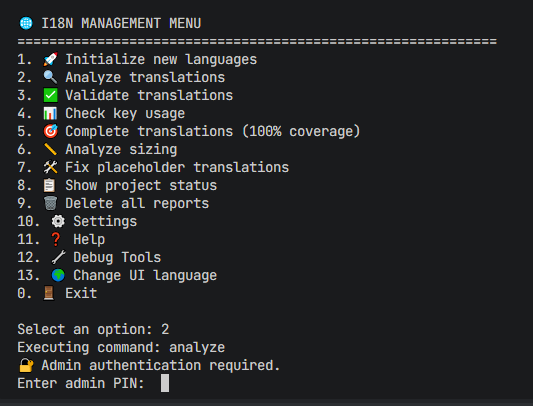 🌐 I18N MANAGEMENT MENU
============================================================
1. 🚀 Initialize new languages
2. 🔍 Analyze translations
3. ✅ Validate translations
4. 📊 Check key usage
5. 🎯 Complete translations (100% coverage)
6. 📏 Analyze sizing
7. 🛠️ Fix placeholder translations
8. 📋 Show project status
9. 🗑️ Delete all reports
10. ⚙️ Settings
11. ❓ Help
12. 🔧 Debug Tools
13. 🌍 Change UI language
0. 🚪 Exit

Select an option: 2
Executing command: analyze
🔐 Admin authentication required.
Enter admin PIN: